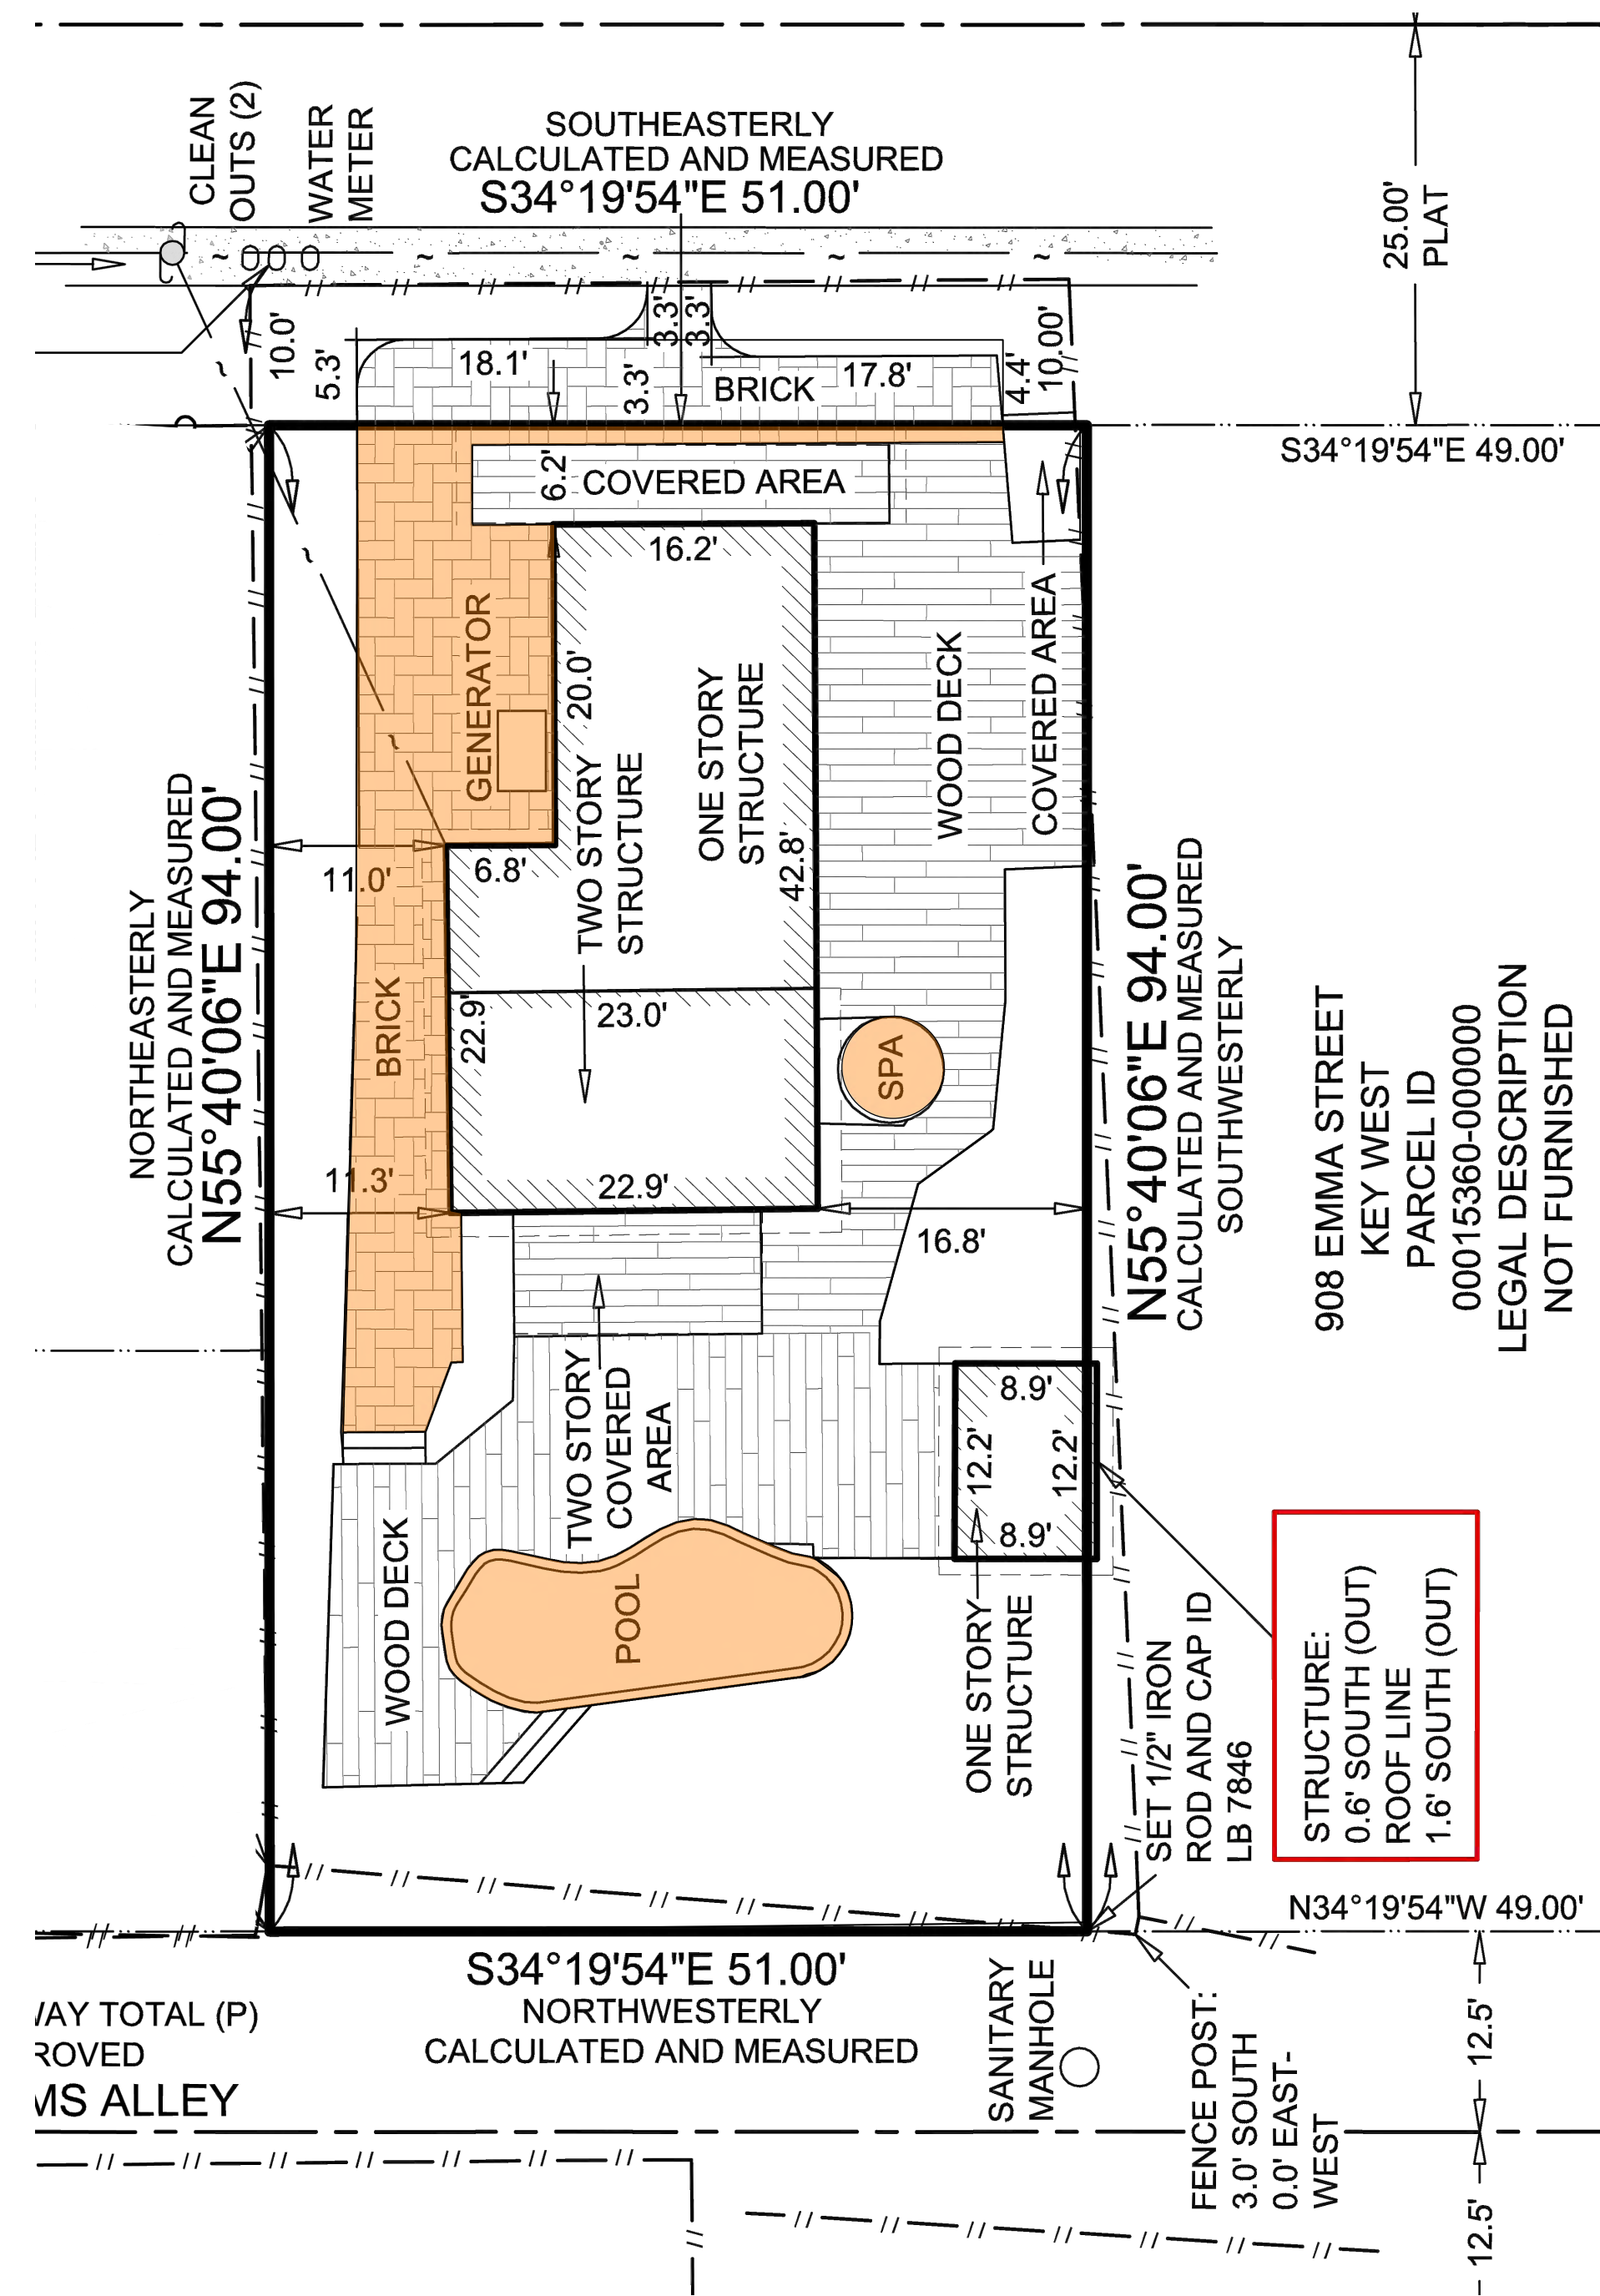 CLEAN
OUTS (2)
WATER
METER
SOUTHEASTERLY
CALCULATED AND MEASURED
S34°19'54"E 51.00'
25.00'
PLAT
10.0'
5.3'
18.1'
3.3'
3.3'
3.3'
BRICK
17.8'
4.4'
10.00'
S34°19'54"E 49.00'
6.2'
COVERED AREA
16.2'
GENERATOR
20.0'
TWO STORY
STRUCTURE
ONE STORY
STRUCTURE
42.8'
WOOD DECK
COVERED AREA
NORTHEASTERLY
CALCULATED AND MEASURED
N55°40'06"E 94.00'
11.0'
6.8'
BRICK
22.9'
23.0'
SPA
N55°40'06"E 94.00'
CALCULATED AND MEASURED
SOUTHWESTERLY
908 EMMA STREET
KEY WEST
PARCEL ID
00015360-000000
LEGAL DESCRIPTION
NOT FURNISHED
11.3'
22.9'
16.8'
TWO STORY
COVERED
AREA
8.9'
12.2'
12.2'
8.9'
WOOD DECK
POOL
ONE STORY
STRUCTURE
SET 1/2" IRON
ROD AND CAP ID
LB 7846
STRUCTURE:
0.6' SOUTH (OUT)
ROOF LINE
1.6' SOUTH (OUT)
N34°19'54"W 49.00'
S34°19'54"E 51.00'
NORTHWESTERLY
CALCULATED AND MEASURED
WAY TOTAL (P)
ROVED
MS ALLEY
SANITARY
MANHOLE
FENCE POST:
3.0' SOUTH
0.0' EAST-
WEST
12.5'
12.5'